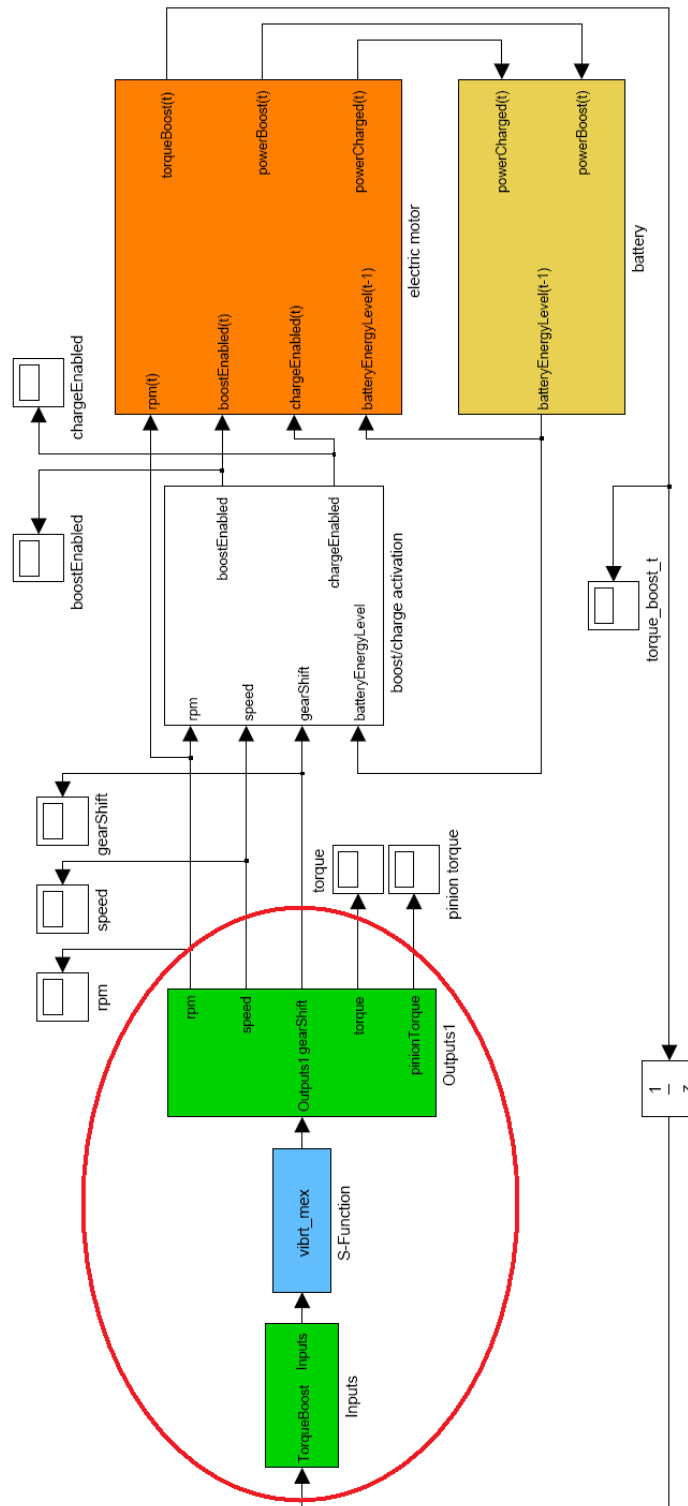 TorqueBoost
Inputs
Inputs
vibrt_mex
S-Function
Outputs1
rpm
speed
gearShift
torque
pinionTorque
Outputs1
rpm
speed
gearShift
torque
pinion torque
rpm
speed
gearShift
batteryEnergyLevel
boostEnabled
chargeEnabled
boost/charge activation
boostEnabled
chargeEnabled
rpm(t)
boostEnabled(t)
chargeEnabled(t)
batteryEnergyLevel(t-1)
torqueBoost(t)
powerBoost(t)
powerCharged(t)
electric motor
batteryEnergyLevel(t-1)
powerCharged(t)
powerBoost(t)
battery
torque_boost_t
1
z